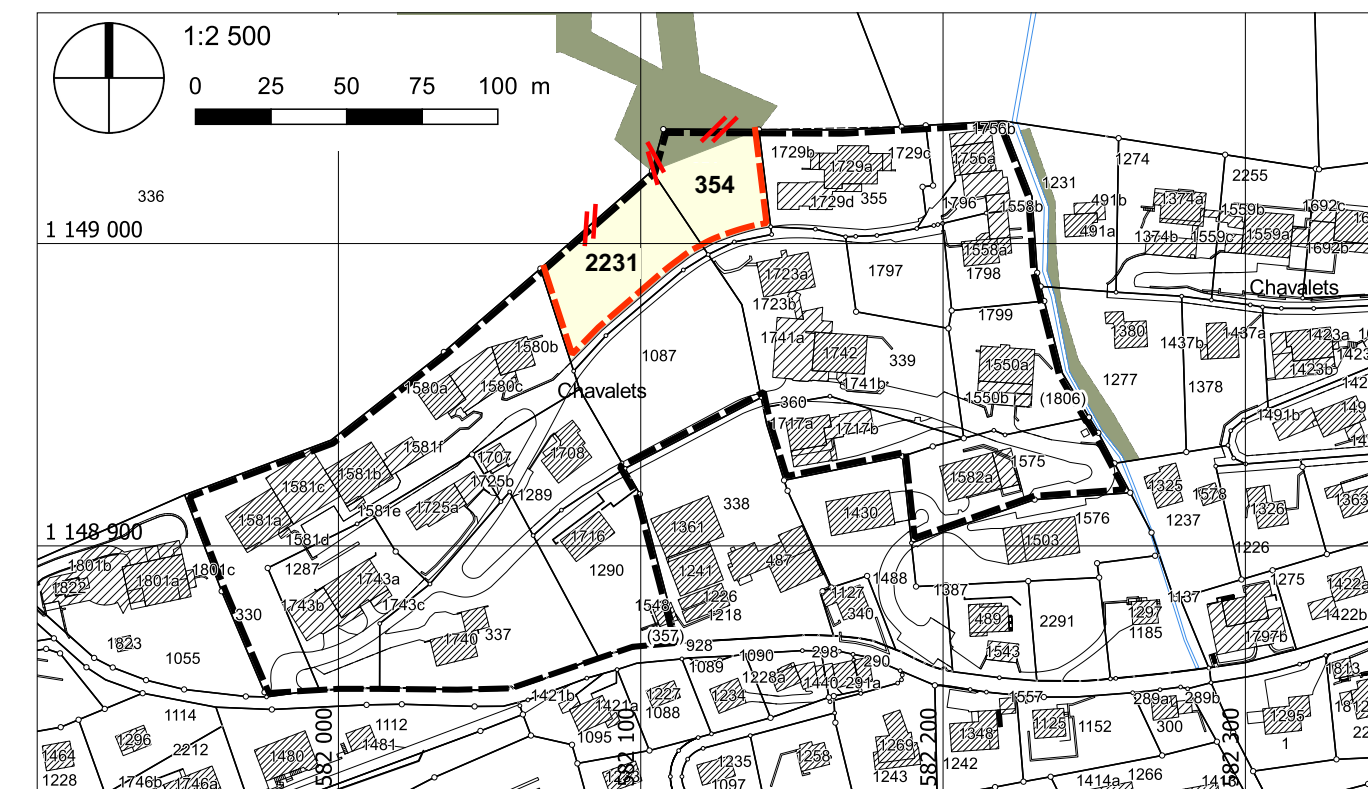 1:2 500
0 25 50 75 100 m
1756b
1729b 1729a 1729c 1756a 1274
354 1231 2255
336 1729d 355 1796 1558b 491b 1374a 1559b 1692c
1 149 000 491a 1374b 1559c 1559a 1692b
2231 1558a
1723a 1797 1798 Chavalets
1723b 1799
1741a 1380 1437b 1437a 1423a
1580b 1087 1742 339 1550a 1423b
1580a 1580c 1741b 1277 1378
Chavalets 360 1550b (1806) 1491b
1581f 1717a 1717b
1581b 1707 1708 1575
1581c 1725b 1582a 1325 1578 1326 1363
1581e 1725a 1289 338
1581a 1361 1430 1576 1237
1 148 900 1581d 1716 1503 1226
1801b 1801c 1287 1743a 1290 1241 487 1488 1387 1275 1422a
1822 1801a 1743b 1743c 1226 1127 1137
330 1548 1218 340 489 1297 1422b
1823 1740 337 (357) 928 2291 1185 1797b
1055 1089 1090 298 290 1543 1813
1228a 1440 291a
1421b 1227 1234 1557 289a 289b 1812
1114 1112 1421a 1088 1125 1152 300 1295
1296 2212 1481 1095 1348 1
1464 1480 1235 1258 1269 1242
1228 1746b 1746a 1097 1243 1414a 1266
582 000
582 100
582 200
582 300